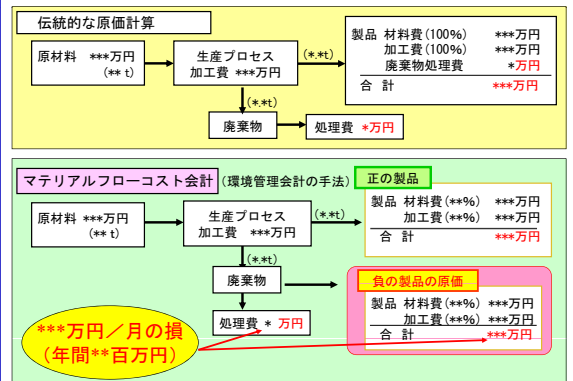 伝統的な原価計算
原材料 ***万円
(** t)
生産プロセス
加工費 ***万円
(*.*t)
製品 材料費(100%) ***万円
加工費(100%) ***万円
廃棄物処理費 *万円
合 計 ***万円
(*.*t)
廃棄物
処理費 *万円
マテリアルフローコスト会計(環境管理会計の手法)
正の製品
原材料 ***万円
(** t)
生産プロセス
加工費 ***万円
(*.*t)
製品 材料費(**%) ***万円
加工費(**%) ***万円
合 計 ***万円
(*.*t)
廃棄物
負の製品の原価
処理費 * 万円
製品 材料費(**%) ***万円
加工費(**%) ***万円
合 計 ***万円
***万円/月の損
(年間**百万円)